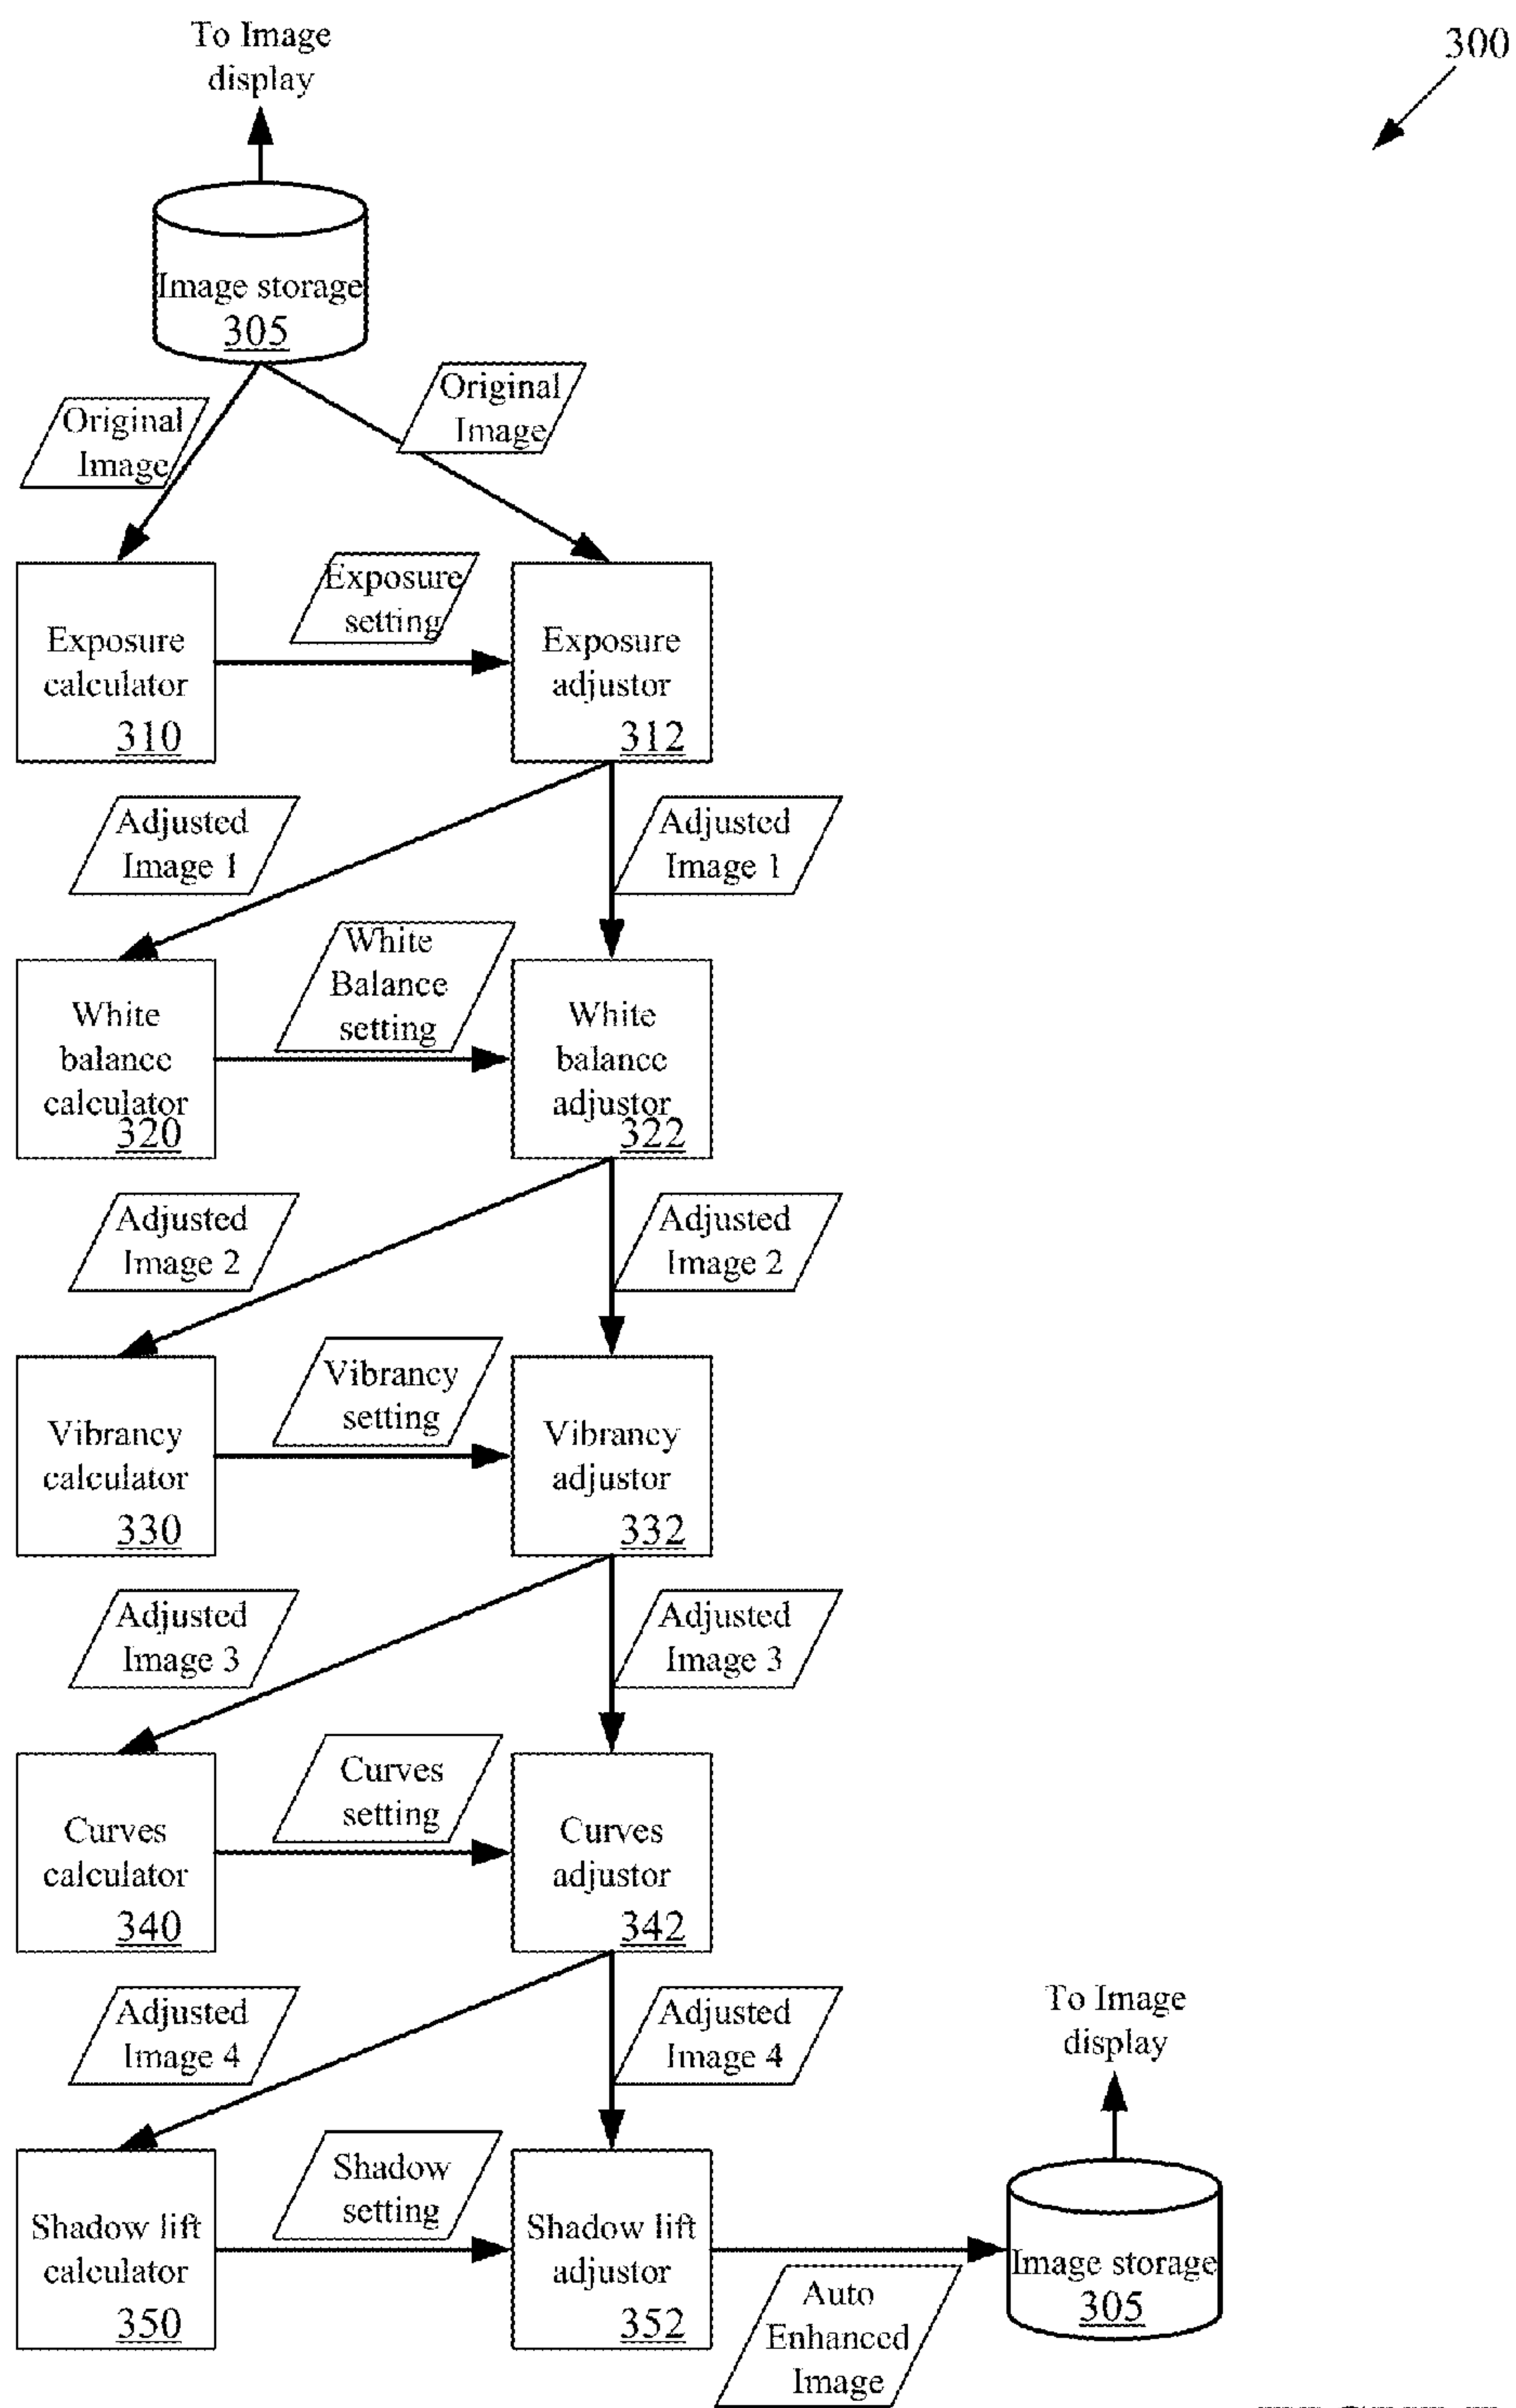 To Image
display
300
Image storage
305
Original
Image
Original
Image
Exposure
setting
Exposure
calculator
310
Exposure
adjustor
312
Adjusted
Image 1
Adjusted
Image 1
White
Balance
setting
White
balance
calculator
320
White
balance
adjustor
322
Adjusted
Image 2
Adjusted
Image 2
Vibrancy
setting
Vibrancy
calculator
330
Vibrancy
adjustor
332
Adjusted
Image 3
Adjusted
Image 3
Curves
setting
Curves
calculator
340
Curves
adjustor
342
Adjusted
Image 4
Adjusted
Image 4
To Image
display
Shadow
setting
Shadow lift
calculator
350
Shadow lift
adjustor
352
Image storage
305
Auto
Enhanced
Image